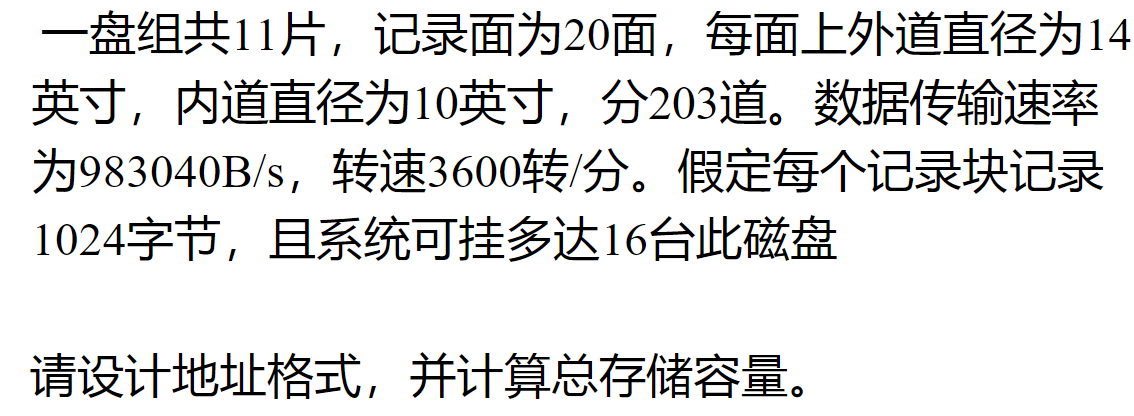 一盘组共11片，记录面为20面，每面上外道直径为14
英寸，内道直径为10英寸，分203道。数据传输速率
为983040B/s，转速3600转/分。假定每个记录块记录
1024字节，且系统可挂多达16台此磁盘
请设计地址格式，并计算总存储容量。